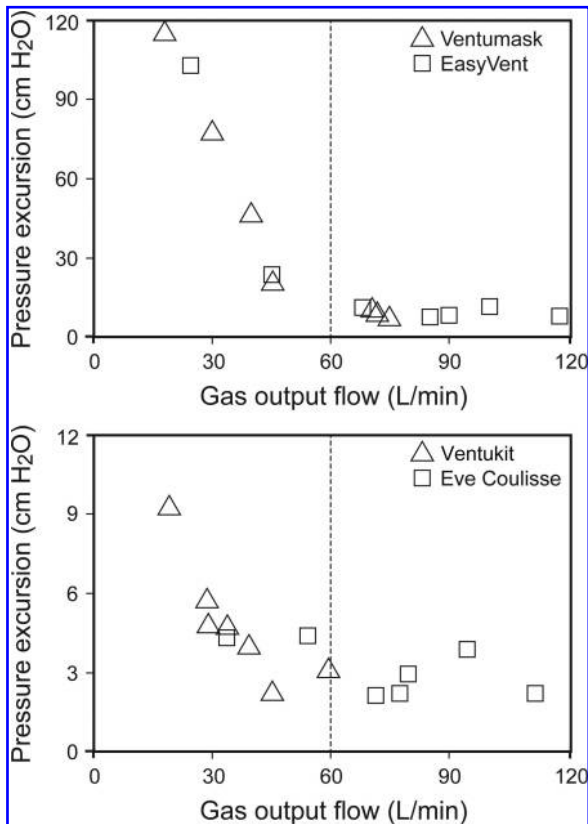 120
90
60
30
0
Pressure excursion (cm H₂O)
Ventumask
EasyVent
0 30 60 90 120
Gas output flow (L/min)
12
9
6
3
0
Pressure excursion (cm H₂O)
Ventukit
Eve Coulisse
0 30 60 90 120
Gas output flow (L/min)